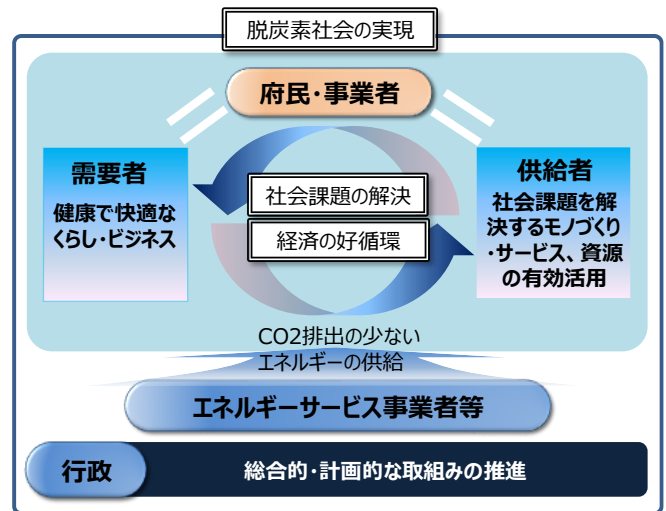 脱炭素社会の実現
府民・事業者
需要者
健康で快適な
くらし・ビジネス
社会課題の解決
経済の好循環
供給者
社会課題を解
決するモノづくり
・サービス、資源
の有効活用
CO2排出の少ない
エネルギーの供給
エネルギーサービス事業者等
行政
総合的・計画的な取組みの推進